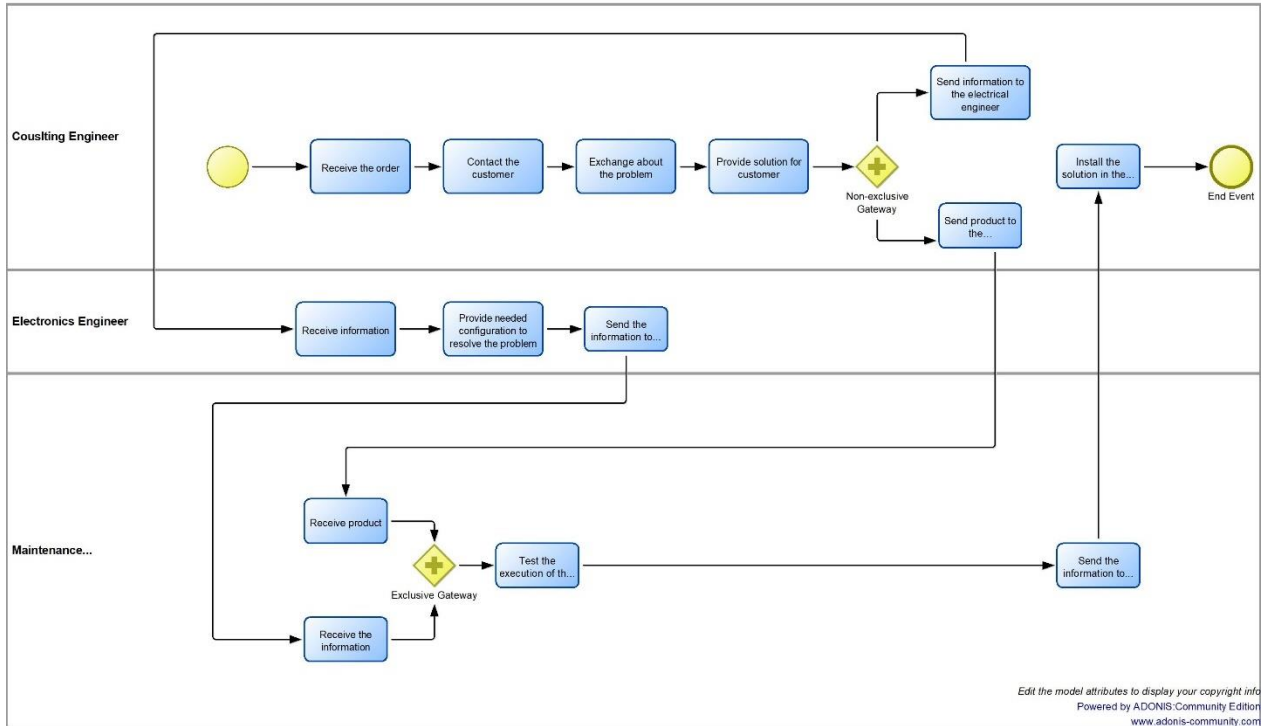 Send information to
the electrical
engineer
Couslting Engineer
Receive the order
Contact the
customer
Exchange about
the problem
Provide solution for
customer
Non-exclusive
Gateway
Send product to
the...
Install the
solution in the...
End Event
Electronics Engineer
Receive information
Provide needed
configuration to
resolve the problem
Send the
information to...
Maintenance...
Receive product
Exclusive Gateway
Receive the
information
Test the
execution of th...
Send the
information to...
Edit the model attributes to display your copyright info
Powered by ADONIS:Community Edition
www.adonis-community.com